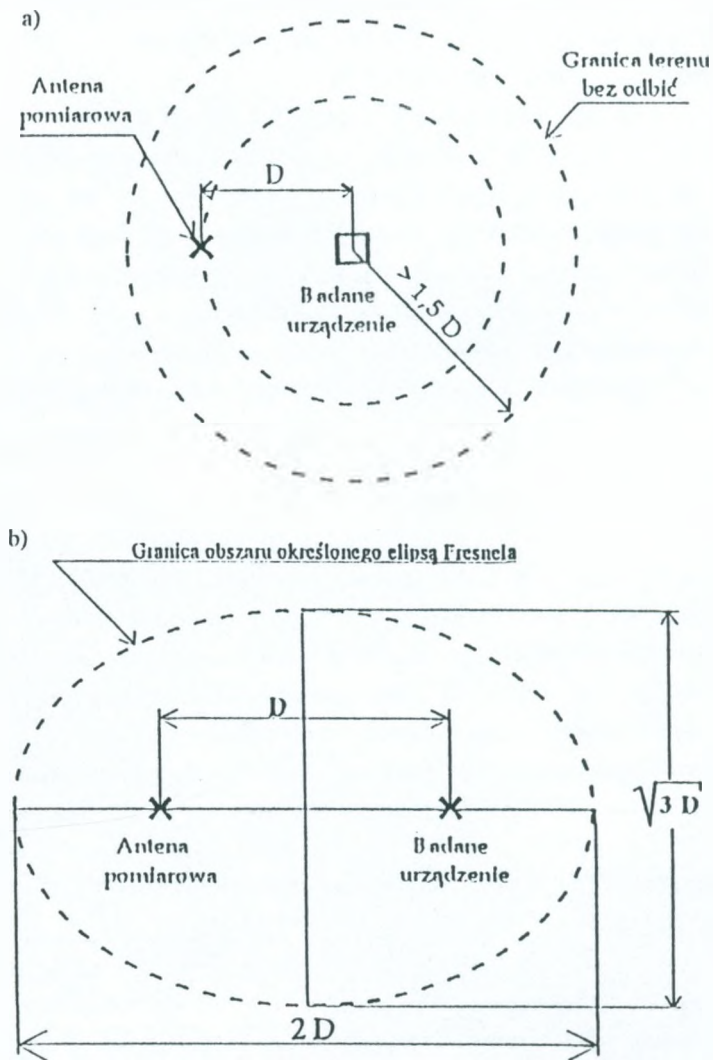 a)
Antena
pomiarowa
Granica terenu
bez odbić
D
Badane
urządzenie
> 1,5 D
b)
Granica obszaru określonego elipsą Fresnela
D
Antena
pomiarowa
Badane
urządzenie
√3 D
2 D